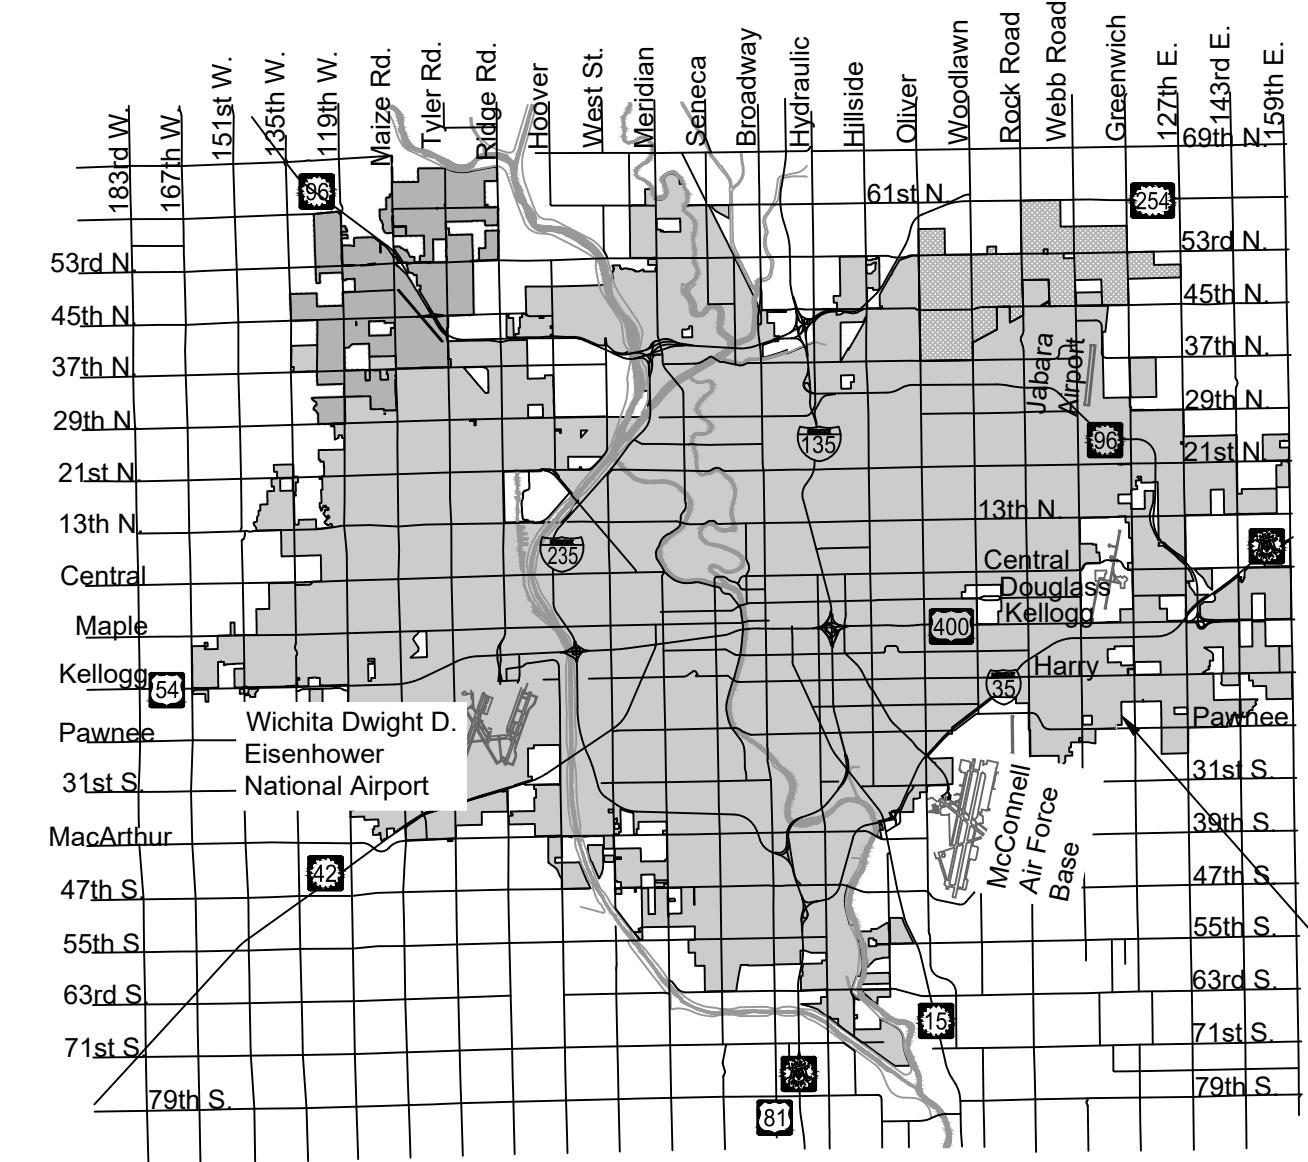 183rd W.
167th W.
151st W.
135th W.
119th W.
Maize Rd.
Tyler Rd.
Ridge Rd.
Hoover
West St.
Meridian
Seneca
Broadway
Hydraulic
Hillside
Oliver
Woodlawn
Rock Road
Webb Road
Greenwich
127th E.
143rd E.
159th E.
69th N.
96
61st N.
254
53rd N.
53rd N.
45th N.
45th N.
37th N.
37th N.
Jabara
Airport
29th N.
29th N.
135
96
21st N.
21st N.
13th N.
13th N.
235
Central
Central
Douglass
Kellogg
Maple
400
Kellogg
54
Harry
35
Wichita Dwight D.
Eisenhower
National Airport
Pawnee
Pawnee
31st S.
31st S.
McConnell
Air Force
Base
MacArthur
39th S.
42
47th S.
47th S.
55th S.
55th S.
63rd S.
63rd S.
15
71st S.
71st S.
79th S.
79th S.
81